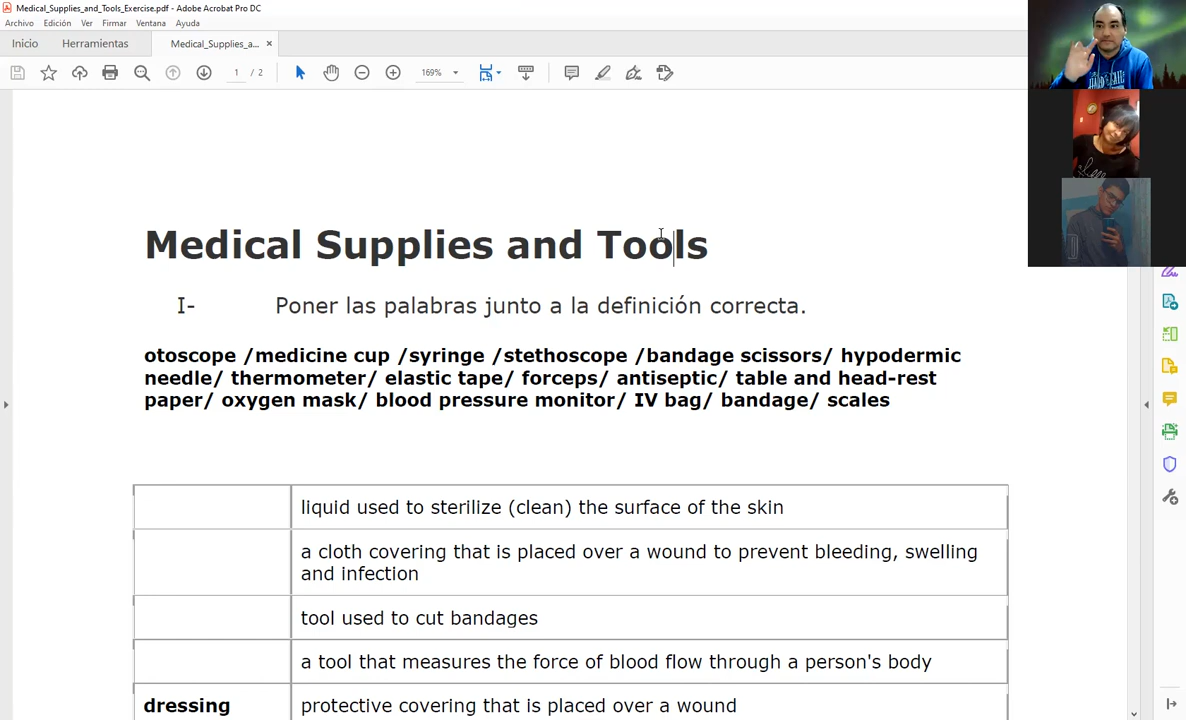 Medical_Supplies_and_Tools_Exercise.pdf - Adobe Acrobat Pro DC
Archivo Edición Ver Firmar Ventana Ayuda
Inicio Herramientas Medical_Supplies_a... ×
1 / 2 169%
Medical Supplies and Tools
I- Poner las palabras junto a la definición correcta.
otoscope /medicine cup /syringe /stethoscope /bandage scissors/ hypodermic
needle/ thermometer/ elastic tape/ forceps/ antiseptic/ table and head-rest
paper/ oxygen mask/ blood pressure monitor/ IV bag/ bandage/ scales
liquid used to sterilize (clean) the surface of the skin
a cloth covering that is placed over a wound to prevent bleeding, swelling
and infection
tool used to cut bandages
a tool that measures the force of blood flow through a person's body
dressing protective covering that is placed over a wound